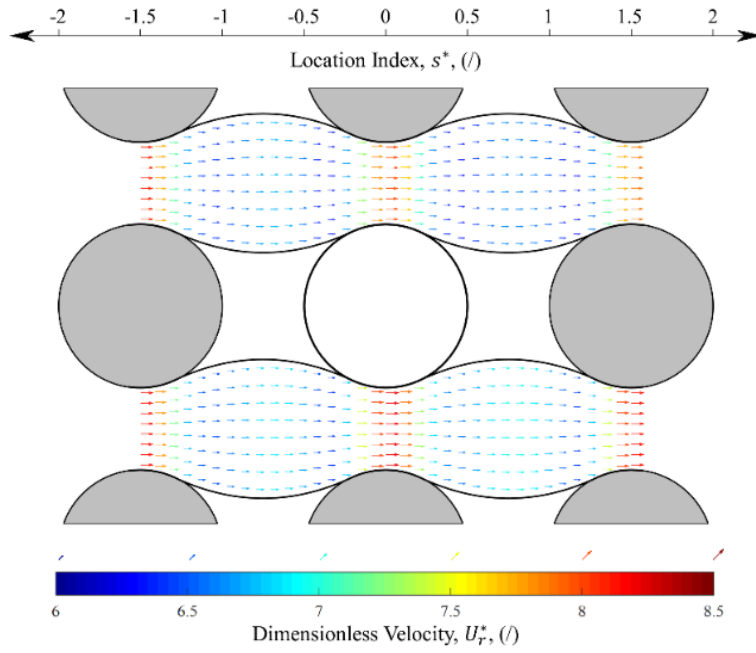 -2 -1.5 -1 -0.5 0 0.5 1 1.5 2
Location Index, s*, (/)
6 6.5 7 7.5 8 8.5
Dimensionless Velocity, U_r^*, (/)